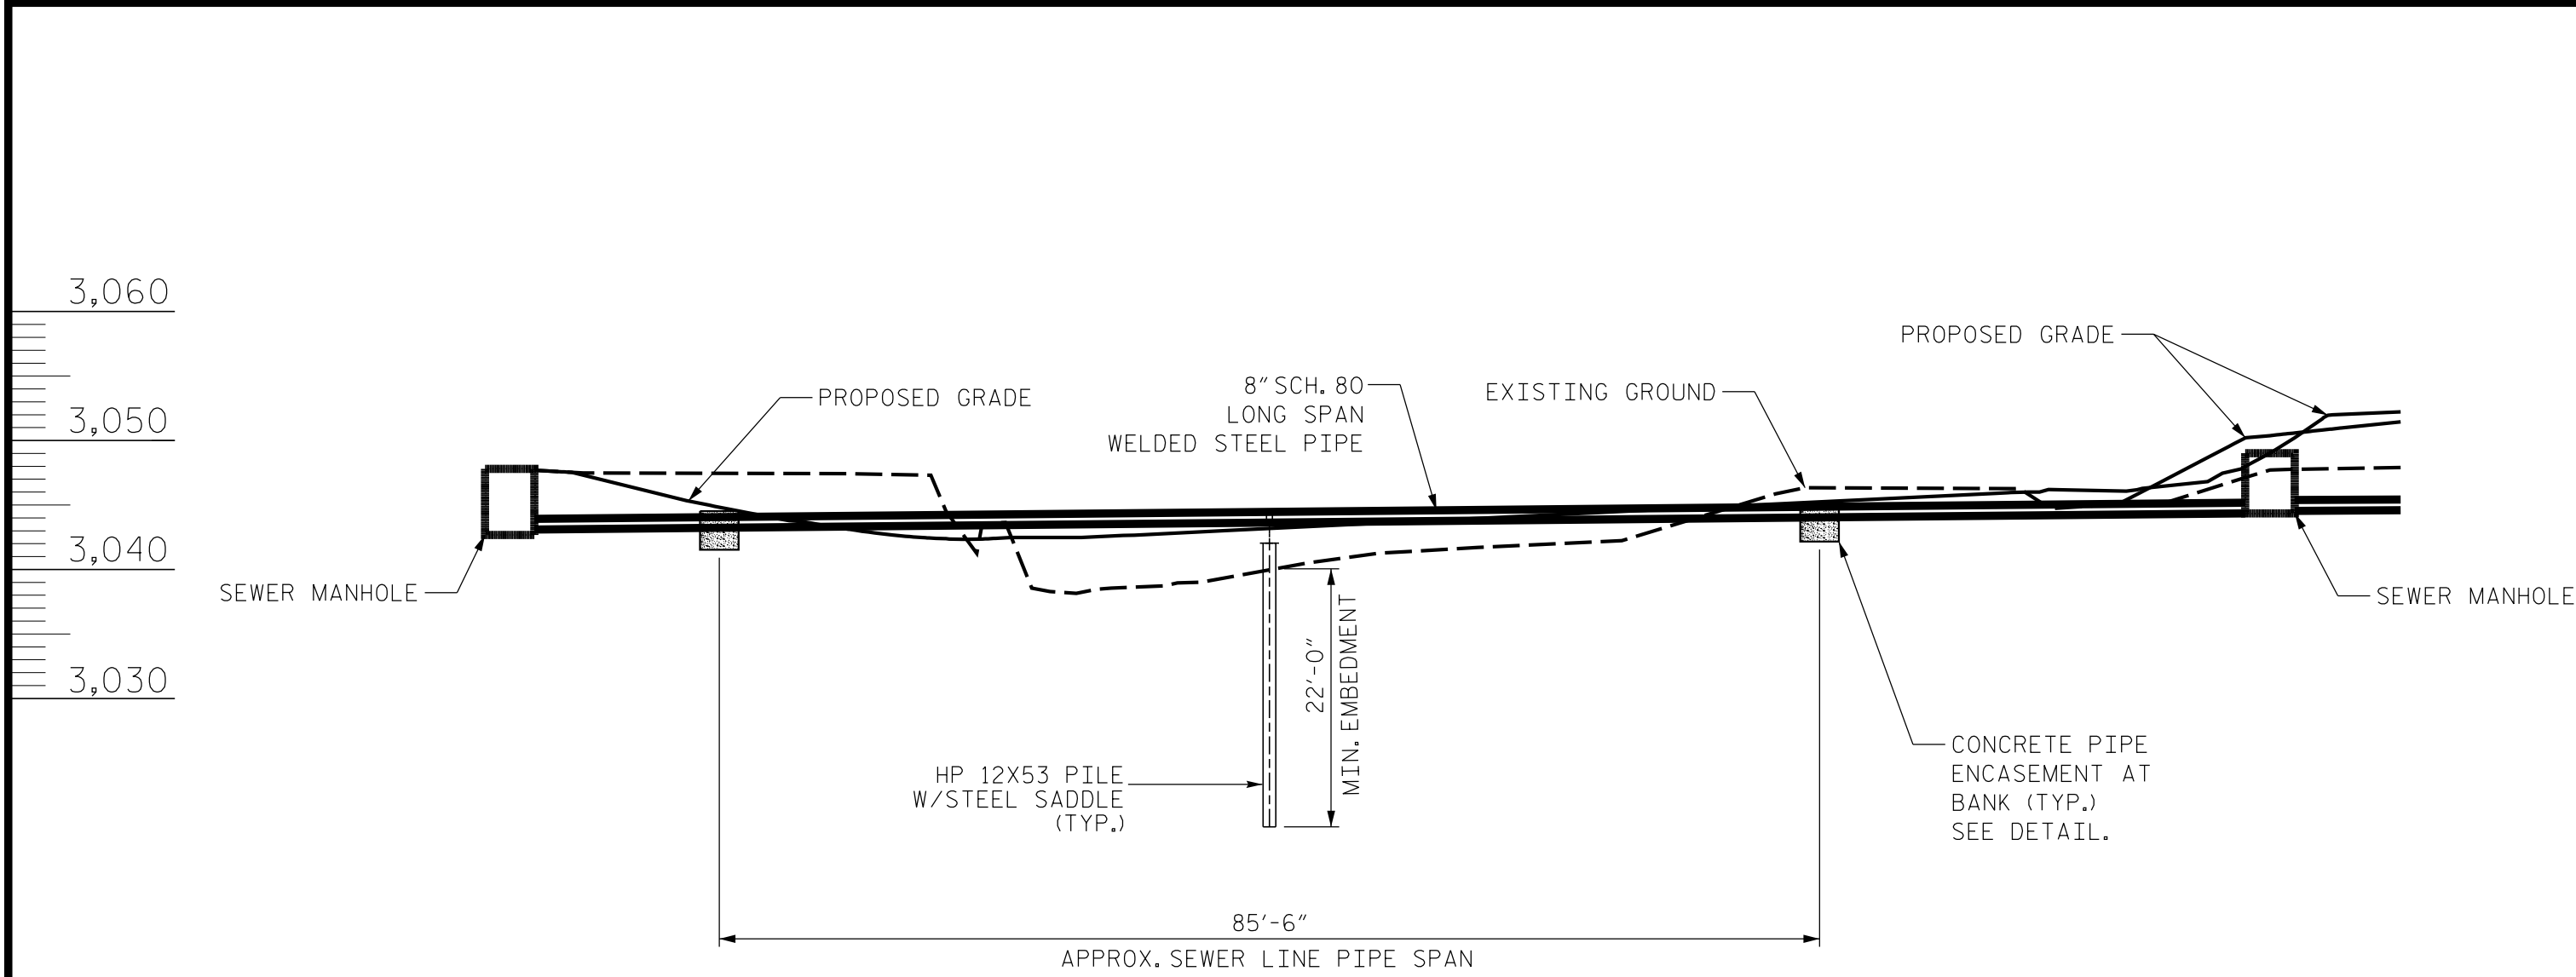 3,060
3,050
3,040
3,030
SEWER MANHOLE
PROPOSED GRADE
8" SCH. 80
LONG SPAN
WELDED STEEL PIPE
EXISTING GROUND
PROPOSED GRADE
SEWER MANHOLE
22'-0"
MIN. EMBEDMENT
HP 12X53 PILE
W/STEEL SADDLE
(TYP.)
CONCRETE PIPE
ENCASEMENT AT
BANK (TYP.)
SEE DETAIL.
85'-6"
APPROX. SEWER LINE PIPE SPAN